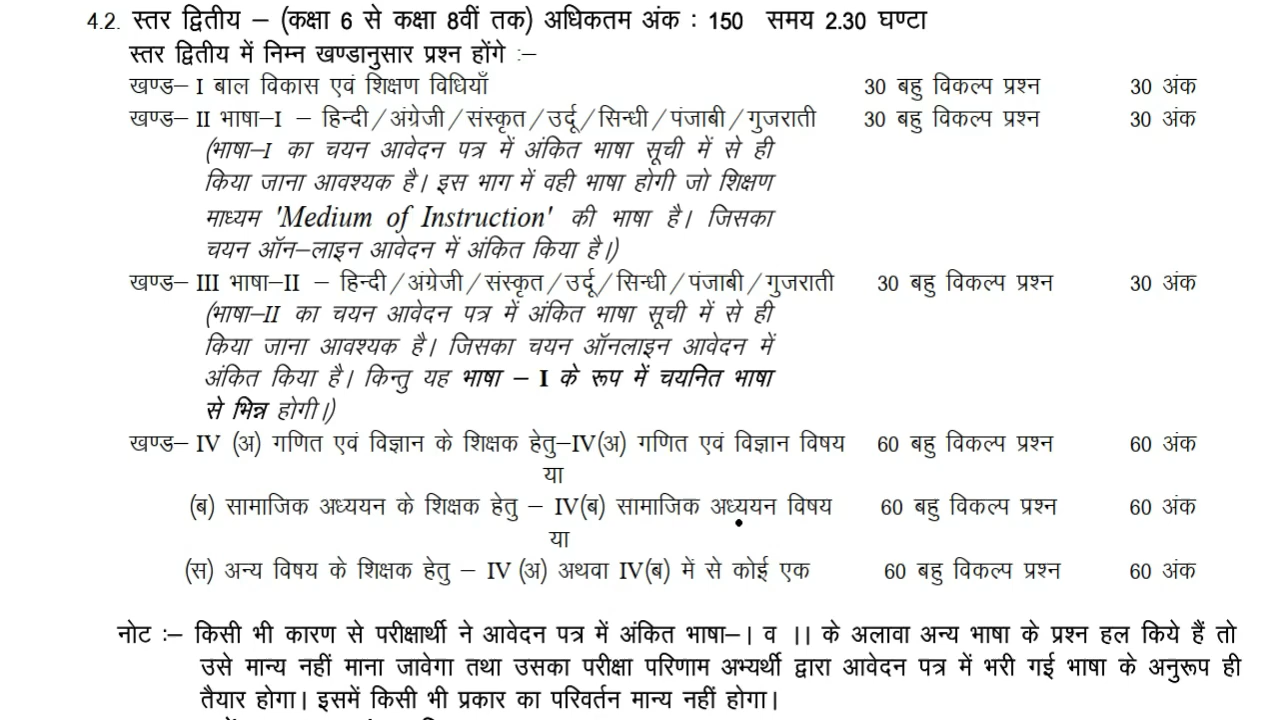 4.2. स्तर द्वितीय – (कक्षा 6 से कक्षा 8वीं तक) अधिकतम अंक : 150 समय 2.30 घण्टा
स्तर द्वितीय में निम्न खण्डानुसार प्रश्न होंगे :–
खण्ड– I बाल विकास एवं शिक्षण विधियाँ 30 बहु विकल्प प्रश्न 30 अंक
खण्ड– II भाषा–I – हिन्दी/अंग्रेजी/संस्कृत/उर्दू/सिन्धी/पंजाबी/गुजराती 30 बहु विकल्प प्रश्न 30 अंक
(भाषा–I का चयन आवेदन पत्र में अंकित भाषा सूची में से ही
किया जाना आवश्यक है। इस भाग में वही भाषा होगी जो शिक्षण
माध्यम 'Medium of Instruction' की भाषा है। जिसका
चयन ऑन–लाइन आवेदन में अंकित किया है।)
खण्ड– III भाषा–II – हिन्दी/अंग्रेजी/संस्कृत/उर्दू/सिन्धी/पंजाबी/गुजराती 30 बहु विकल्प प्रश्न 30 अंक
(भाषा–II का चयन आवेदन पत्र में अंकित भाषा सूची में से ही
किया जाना आवश्यक है। जिसका चयन ऑनलाइन आवेदन में
अंकित किया है। किन्तु यह भाषा – I के रूप में चयनित भाषा
से भिन्न होगी।)
खण्ड– IV (अ) गणित एवं विज्ञान के शिक्षक हेतु–IV(अ) गणित एवं विज्ञान विषय 60 बहु विकल्प प्रश्न 60 अंक
या
(ब) सामाजिक अध्ययन के शिक्षक हेतु – IV(ब) सामाजिक अध्ययन विषय 60 बहु विकल्प प्रश्न 60 अंक
या
(स) अन्य विषय के शिक्षक हेतु – IV (अ) अथवा IV(ब) में से कोई एक 60 बहु विकल्प प्रश्न 60 अंक
नोट :– किसी भी कारण से परीक्षार्थी ने आवेदन पत्र में अंकित भाषा–। व ।। के अलावा अन्य भाषा के प्रश्न हल किये हैं तो
उसे मान्य नहीं माना जावेगा तथा उसका परीक्षा परिणाम अभ्यर्थी द्वारा आवेदन पत्र में भरी गई भाषा के अनुरूप ही
तैयार होगा। इसमें किसी भी प्रकार का परिवर्तन मान्य नहीं होगा।